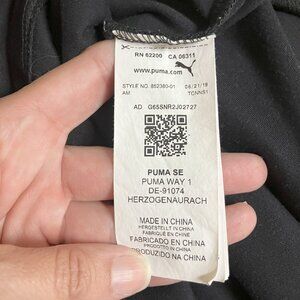 RN 62200 CA 06311
www.puma.com
STYLE NO. 852380-01 06/21/19
AM TCNNS1
AD G65SNR2J02727
PUMA SE
PUMA WAY 1
DE-91074
HERZOGENAURACH
MADE IN CHINA
HERGESTELLT IN CHINA
FABRIQUÉ EN CHINE
FABRICADO EN CHINA
PRODOTTO IN CHINA
PRODUZIDO NA CHINA